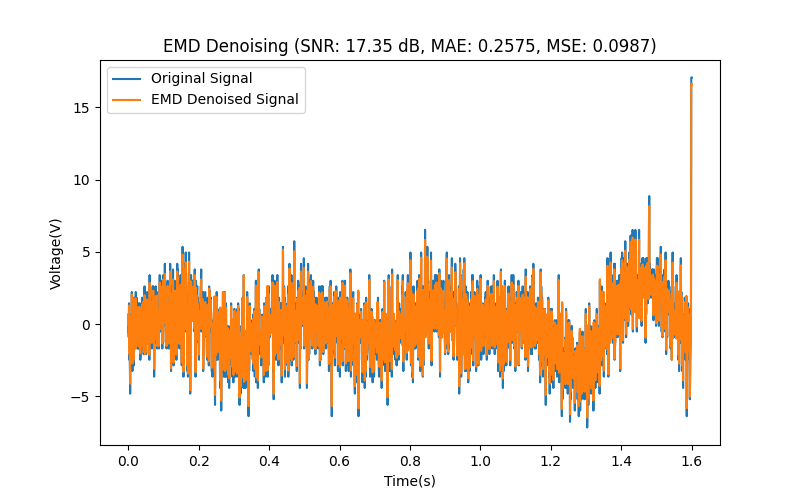 EMD Denoising (SNR: 17.35 dB, MAE: 0.2575, MSE: 0.0987)
Original Signal
EMD Denoised Signal
Voltage(V)
15
10
5
0
−5
0.0 0.2 0.4 0.6 0.8 1.0 1.2 1.4 1.6
Time(s)